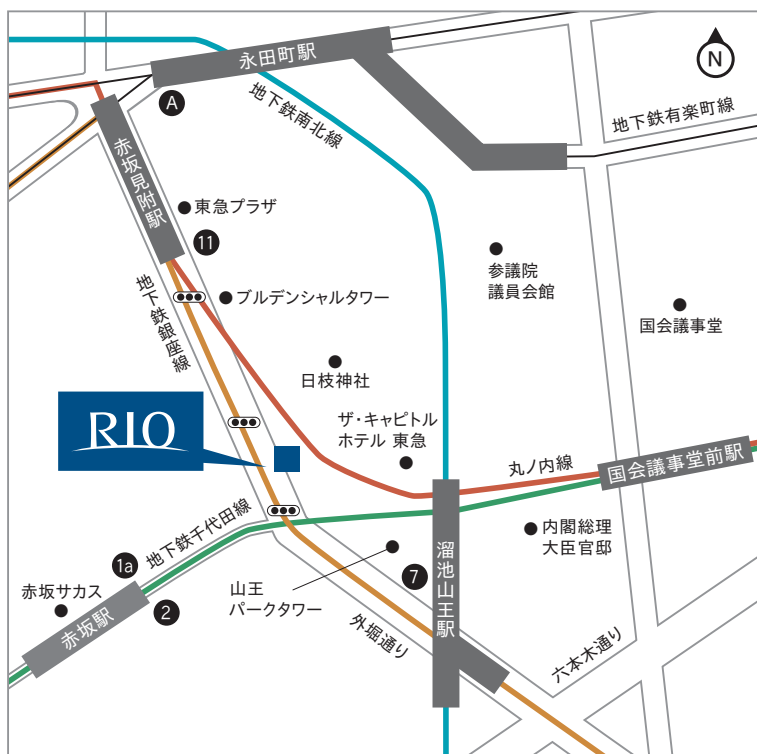 永田町駅
N
A
地下鉄南北線
地下鉄有楽町線
赤坂見附駅
東急プラザ
11
参議院
議員会館
地下鉄銀座線
ブルデンシャルタワー
国会議事堂
日枝神社
ザ・キャピトル
ホテル 東急
RIO
丸ノ内線
国会議事堂前駅
地下鉄千代田線
内閣総理
大臣官邸
1a
溜池山王駅
7
山王
パークタワー
赤坂サカス
2
赤坂駅
外堀通り
六本木通り